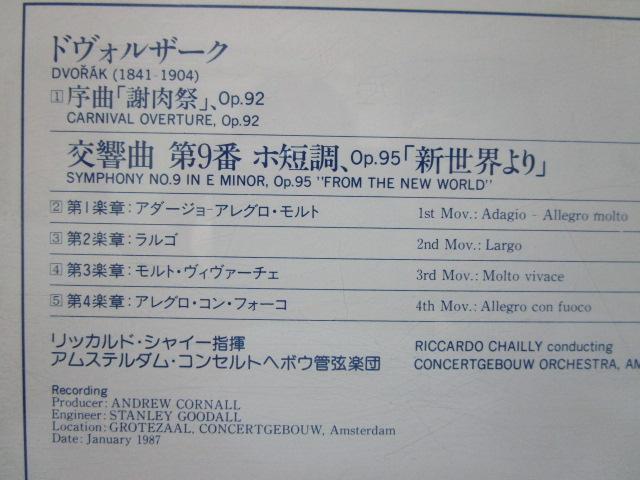 ドヴォルザーク
DVOŘÁK (1841-1904)
1 序曲「謝肉祭」、Op.92
CARNIVAL OVERTURE, Op.92
交響曲 第9番 ホ短調、Op.95「新世界より」
SYMPHONY NO.9 IN E MINOR, Op.95 "FROM THE NEW WORLD"
2 第1楽章：アダージョ−アレグロ・モルト 1st Mov.: Adagio - Allegro molto
3 第2楽章：ラルゴ 2nd Mov.: Largo
4 第3楽章：モルト・ヴィヴァーチェ 3rd Mov.: Molto vivace
5 第4楽章：アレグロ・コン・フォーコ 4th Mov.: Allegro con fuoco
リッカルド・シャイー指揮 RICCARDO CHAILLY conducting
アムステルダム・コンセルトヘボウ管弦楽団 CONCERTGEBOUW ORCHESTRA, AM
Recording
Producer: ANDREW CORNALL
Engineer: STANLEY GOODALL
Location: GROTEZAAL, CONCERTGEBOUW, Amsterdam
Date: January 1987